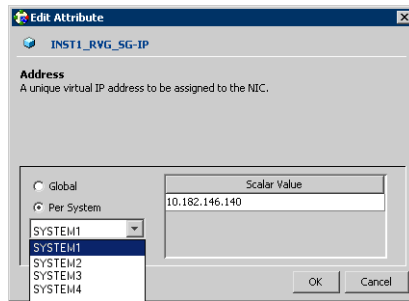 Edit Attribute
INST1_RVG_SG-IP
Address
A unique virtual IP address to be assigned to the NIC.
Global
Per System
SYSTEM1
SYSTEM1
SYSTEM2
SYSTEM3
SYSTEM4
Scalar Value
10.182.146.140
OK
Cancel